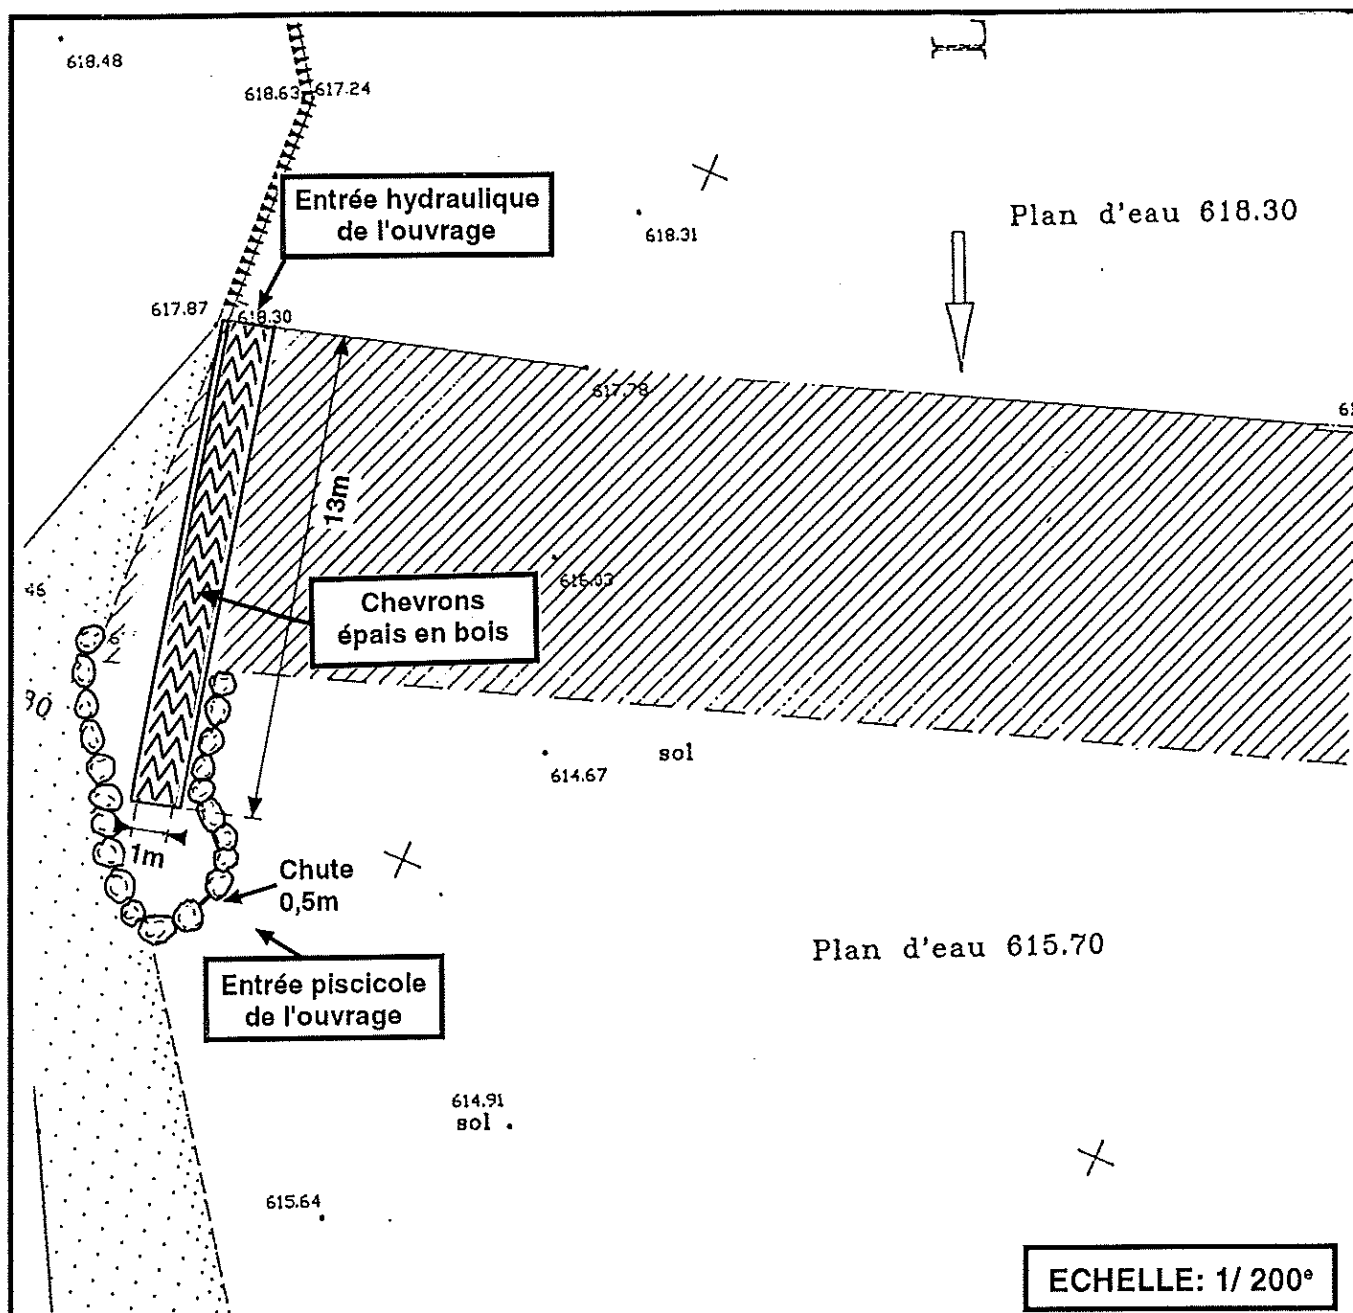 618.48
618.63 617.24
Entrée hydraulique
de l'ouvrage
618.31
Plan d'eau 618.30
617.87
618.30
617.78
13m
616.03
46
Chevrons
épais en bois
sol
614.67
1m
Chute
0,5m
Plan d'eau 615.70
Entrée piscicole
de l'ouvrage
614.91
sol
615.64
ECHELLE: 1/ 200e